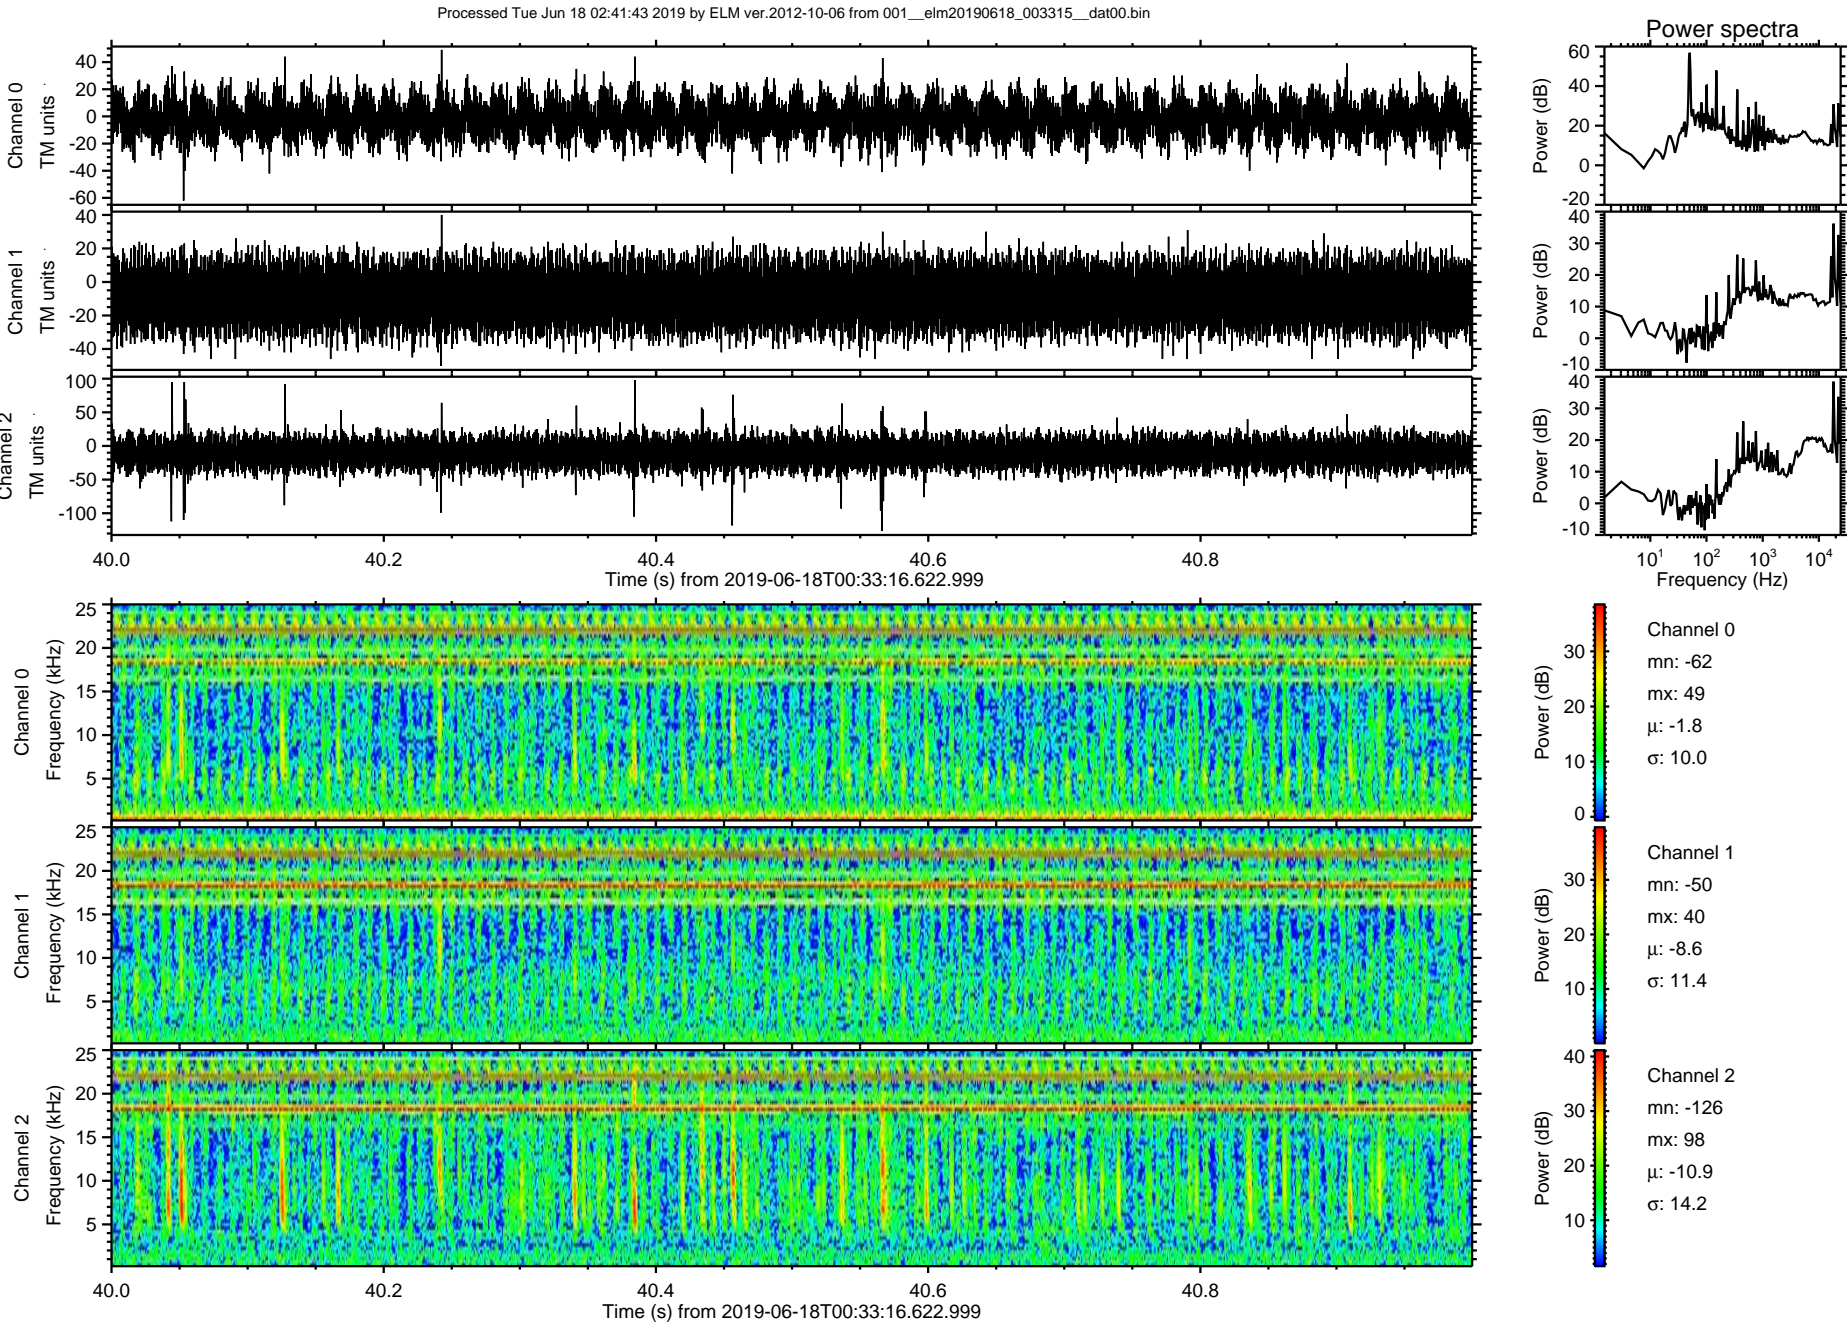 Processed Tue Jun 18 02:41:43 2019 by ELM ver.2012-10-06 from 001__elm20190618_003315__dat00.bin
Power spectra
Channel 0
TM units
40
20
0
-20
-40
-60
Power (dB)
60
40
20
0
-20
Channel 1
TM units
40
20
0
-20
-40
Power (dB)
40
30
20
10
0
-10
Channel 2
TM units
100
50
0
-50
-100
Power (dB)
40
30
20
10
0
-10
40.0 40.2 40.4 40.6 40.8
Time (s) from 2019-06-18T00:33:16.622.999
10¹ 10² 10³ 10⁴
Frequency (Hz)
Channel 0
Frequency (kHz)
25
20
15
10
5
Power (dB)
30
20
10
0
Channel 0
mn: -62
mx: 49
μ: -1.8
σ: 10.0
Channel 1
Frequency (kHz)
25
20
15
10
5
Power (dB)
30
20
10
Channel 1
mn: -50
mx: 40
μ: -8.6
σ: 11.4
Channel 2
Frequency (kHz)
25
20
15
10
5
Power (dB)
40
30
20
10
Channel 2
mn: -126
mx: 98
μ: -10.9
σ: 14.2
40.0 40.2 40.4 40.6 40.8
Time (s) from 2019-06-18T00:33:16.622.999